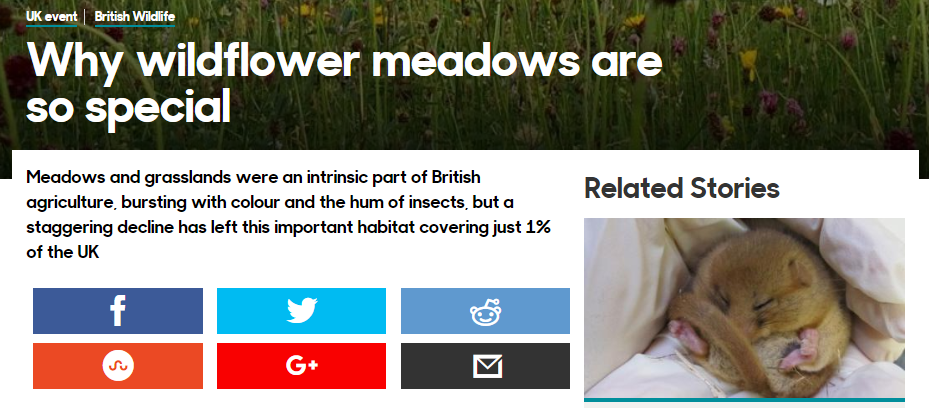 UK event | British Wildlife
Why wildflower meadows are
so special
Meadows and grasslands were an intrinsic part of British
agriculture, bursting with colour and the hum of insects, but a
staggering decline has left this important habitat covering just 1%
of the UK
Related Stories
f
G+